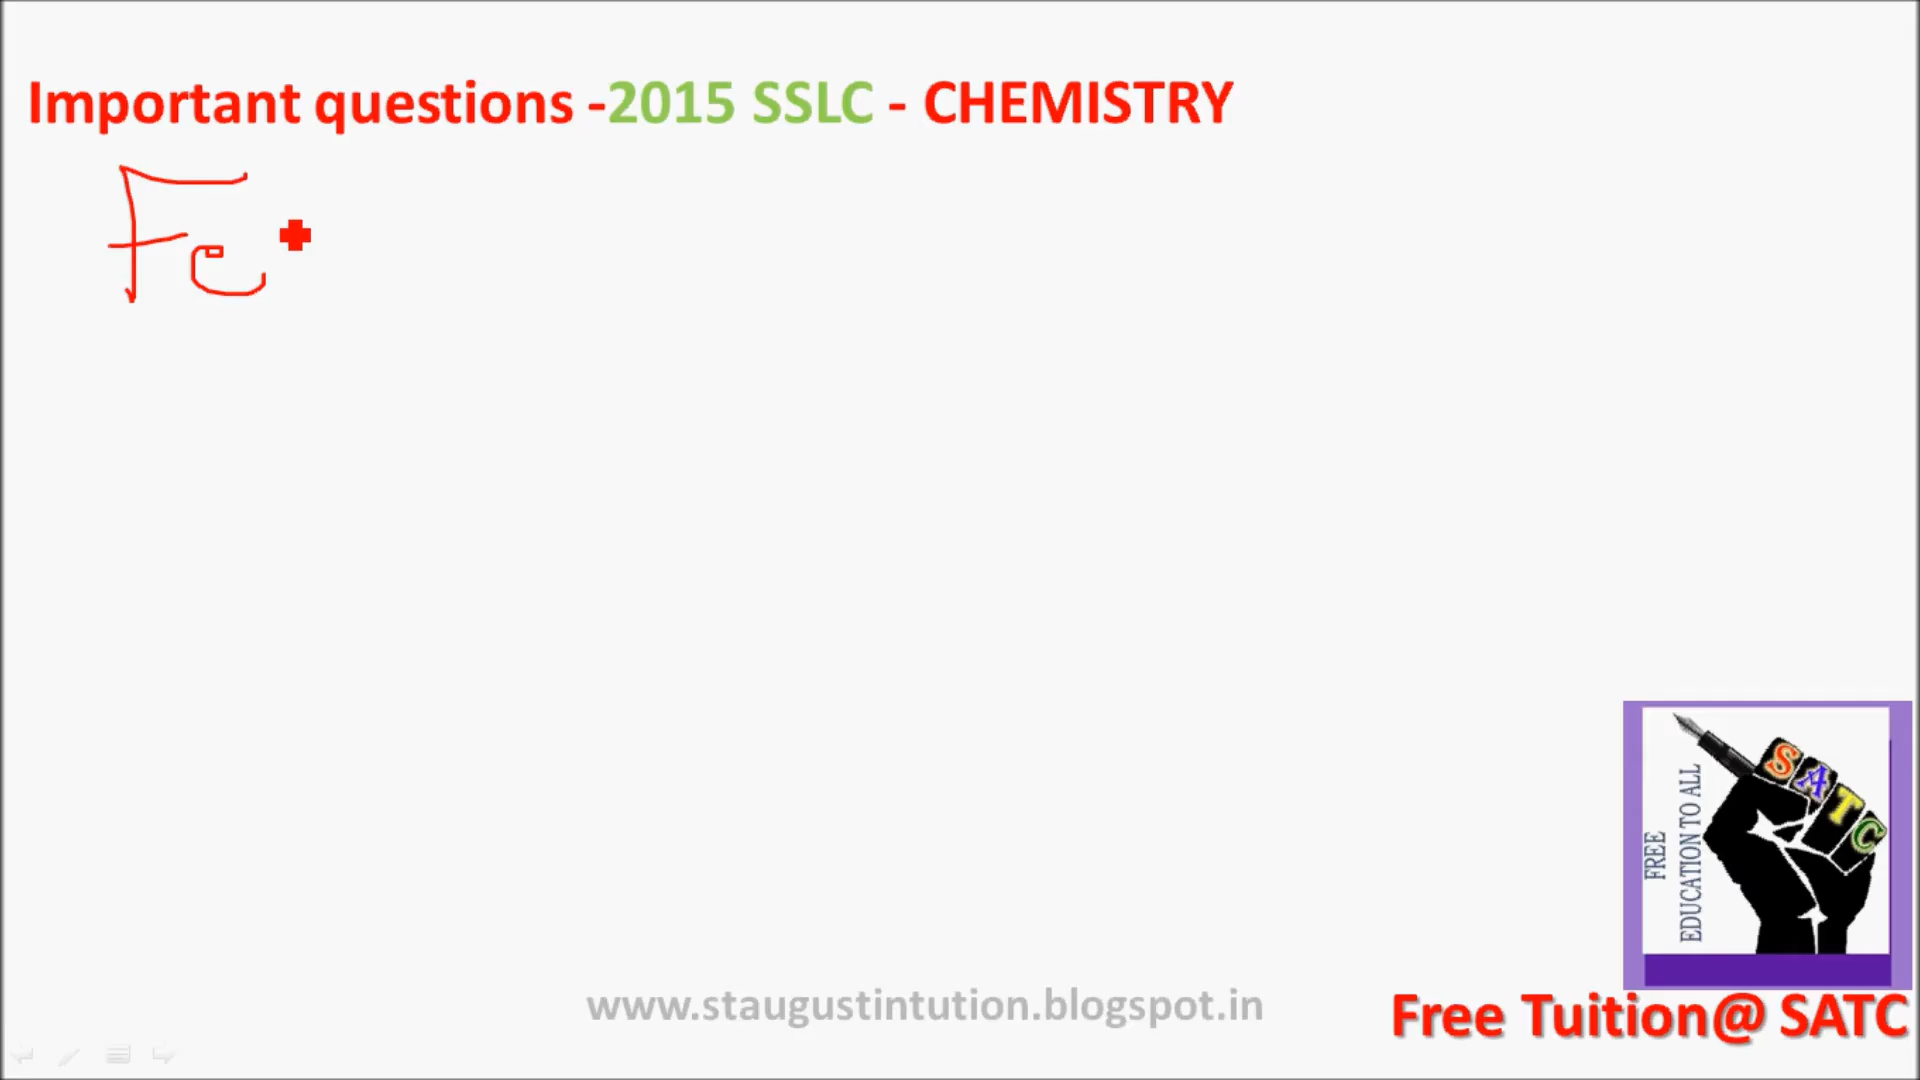 Important questions -2015 SSLC - CHEMISTRY
Fe
FREE
EDUCATION TO ALL
SATC
www.staugustintution.blogspot.in
Free Tuition@ SATC